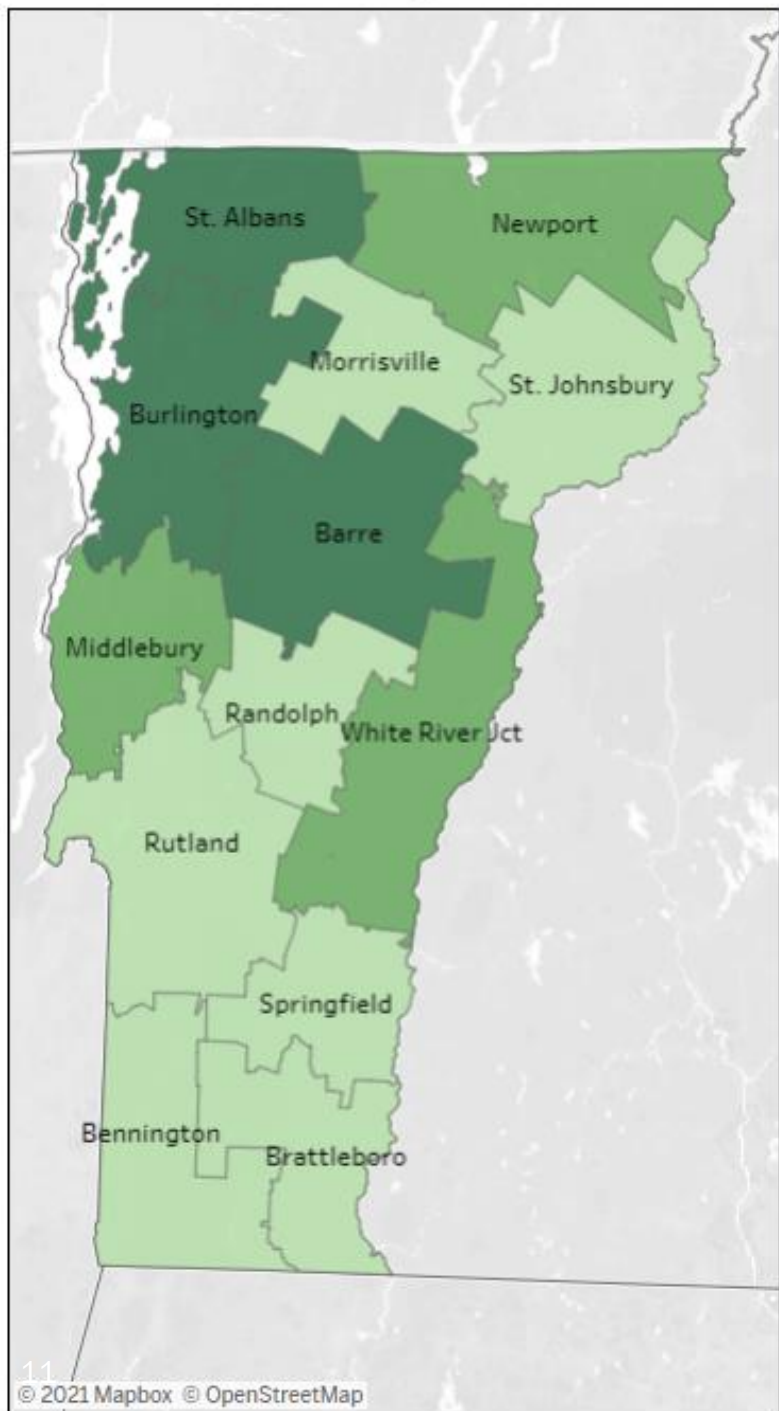 St. Albans
Newport
Morrisville
St. Johnsbury
Burlington
Barre
Middlebury
Randolph
White River Jct
Rutland
Springfield
Bennington
Brattleboro
11
© 2021 Mapbox © OpenStreetMap